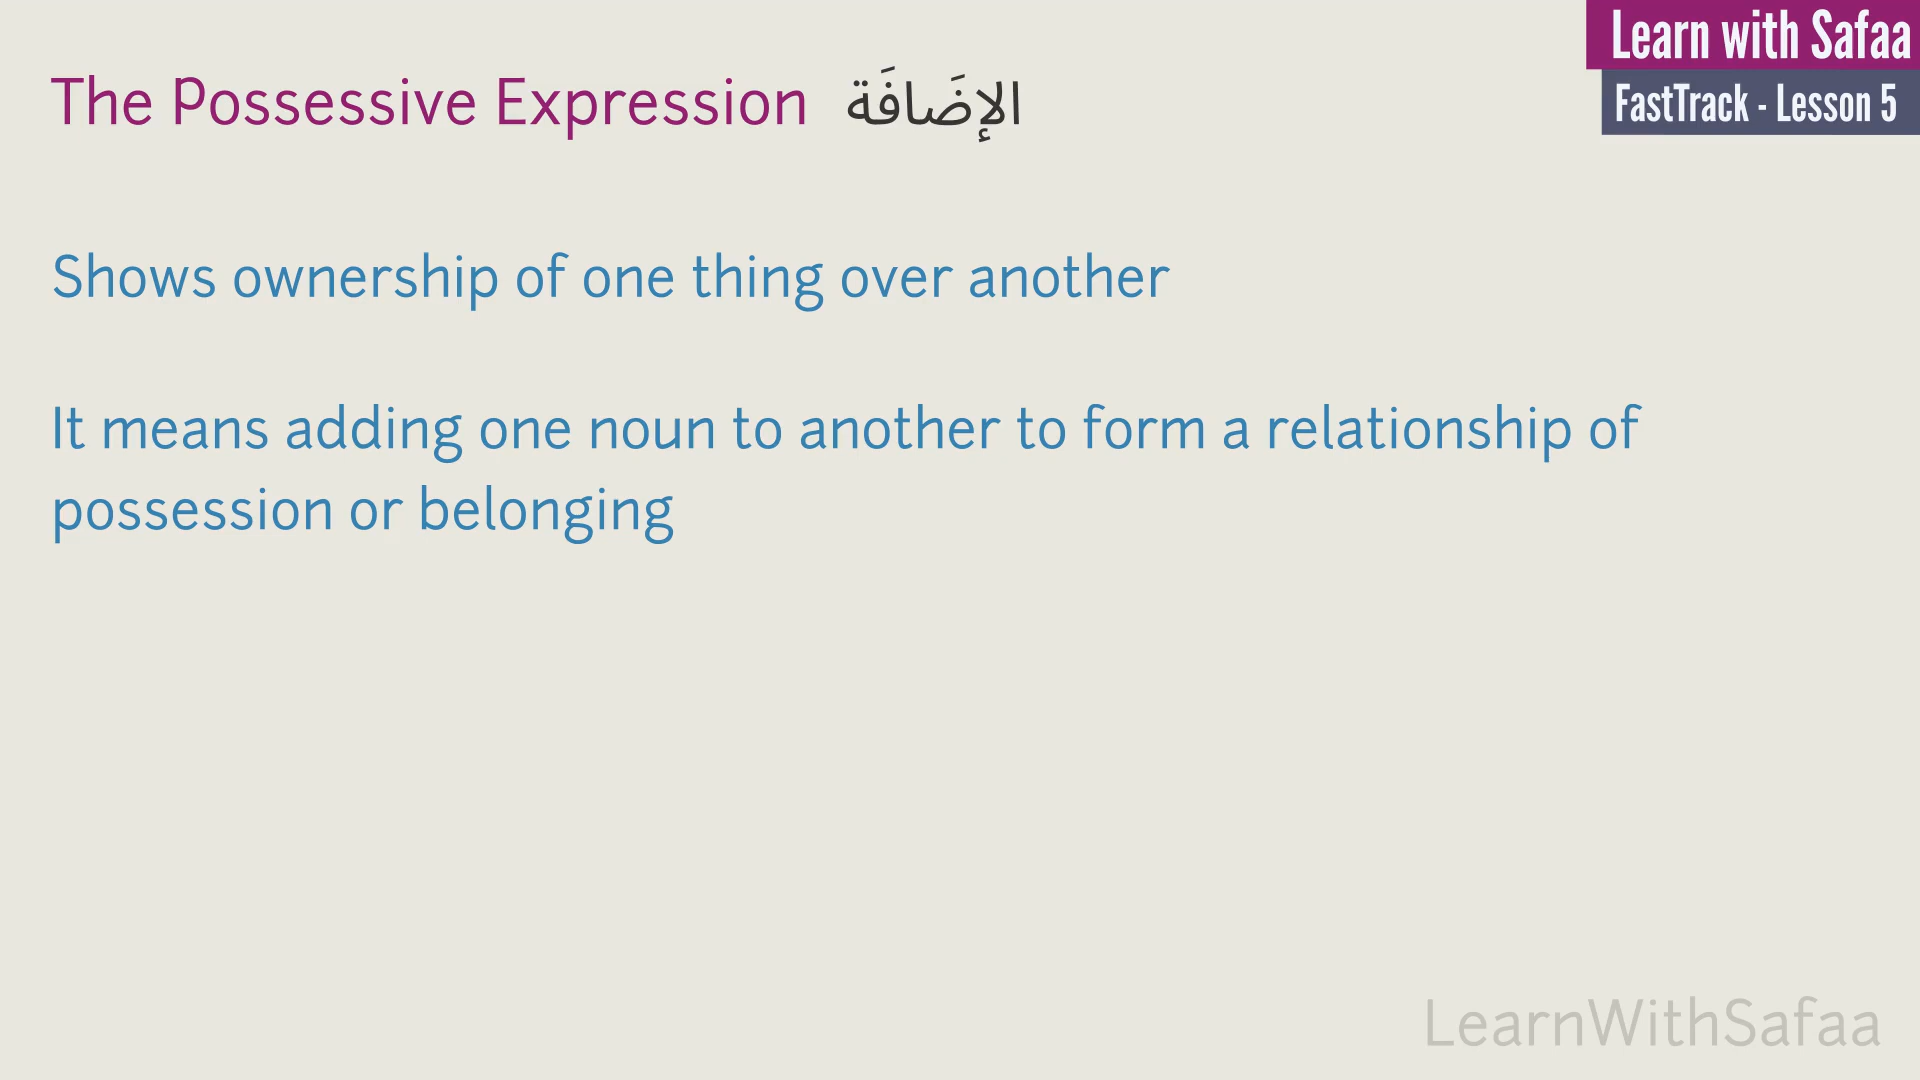 Learn with Safaa
FastTrack - Lesson 5
The Possessive Expression الإضَافَة
Shows ownership of one thing over another
It means adding one noun to another to form a relationship of
possession or belonging
LearnWithSafaa